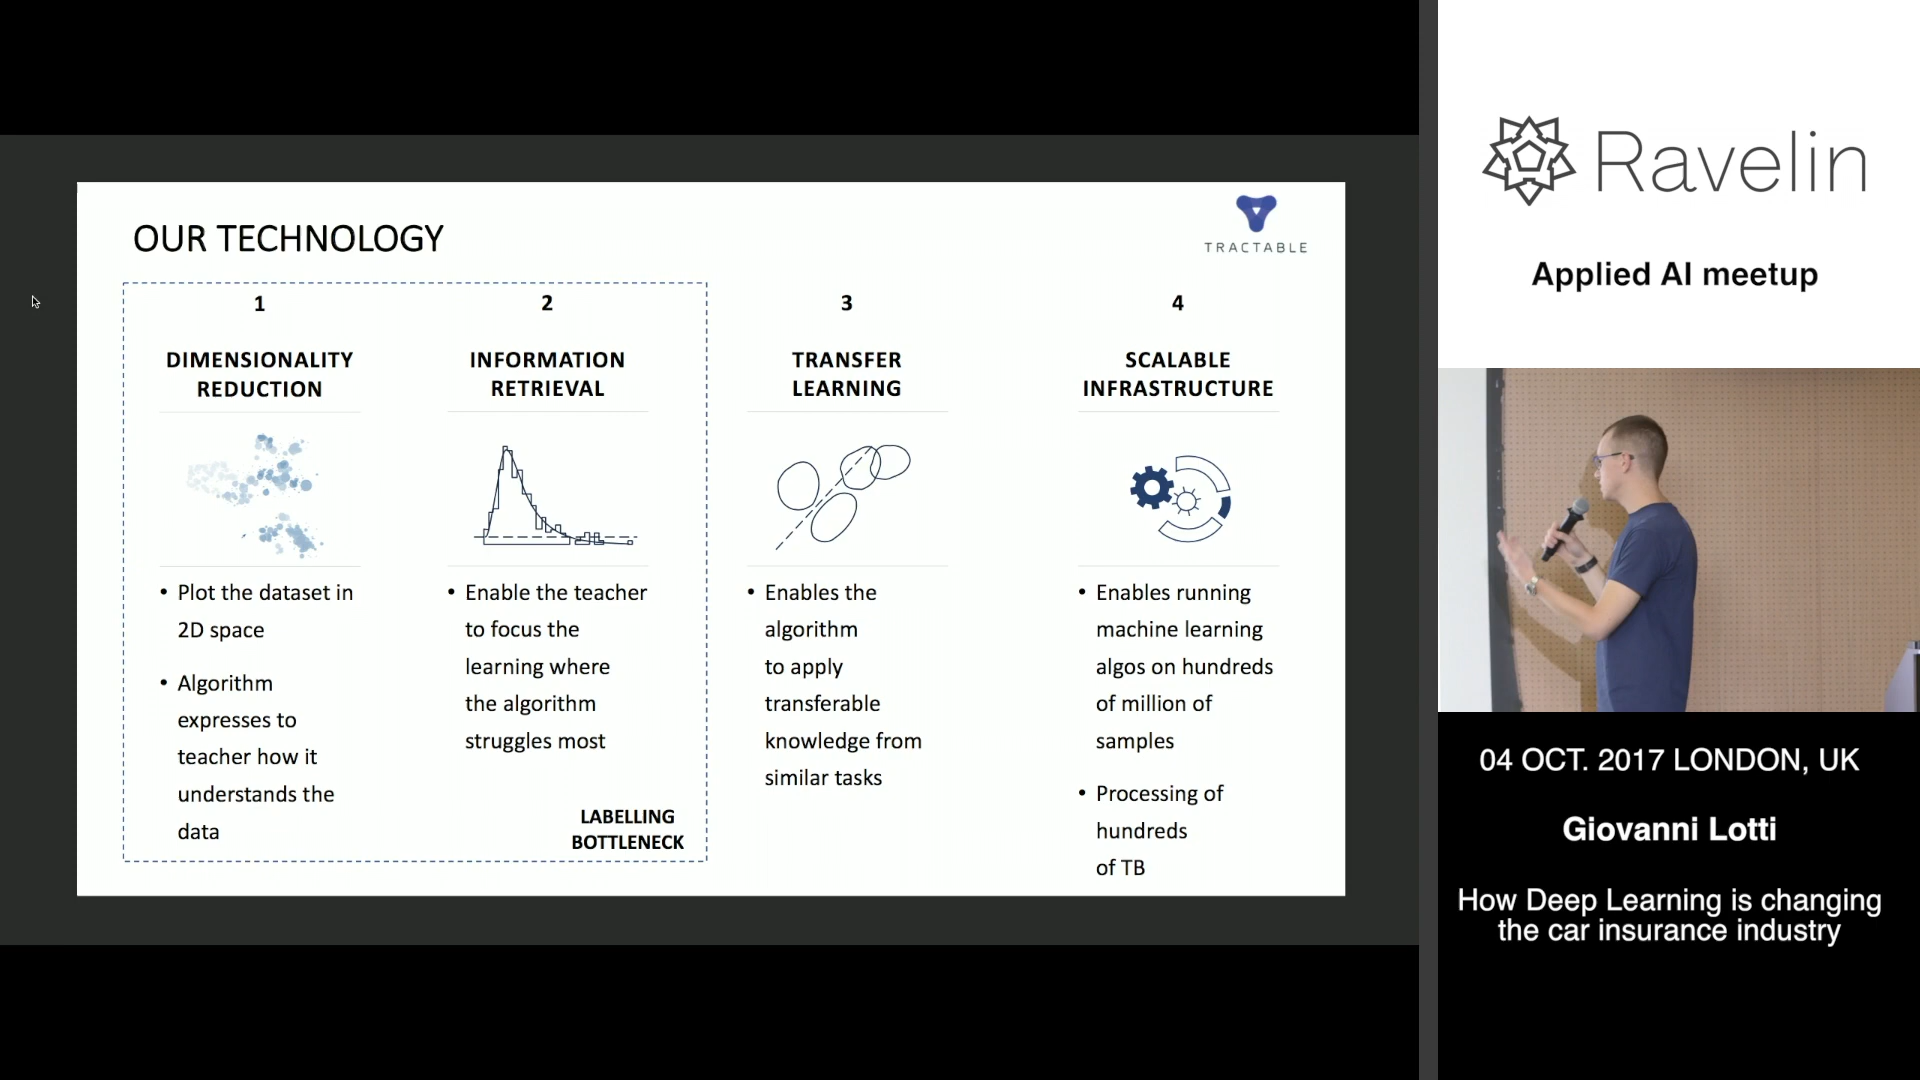 OUR TECHNOLOGY
TRACTABLE
1
DIMENSIONALITY
REDUCTION
• Plot the dataset in
2D space
• Algorithm
expresses to
teacher how it
understands the
data
2
INFORMATION
RETRIEVAL
• Enable the teacher
to focus the
learning where
the algorithm
struggles most
LABELLING
BOTTLENECK
3
TRANSFER
LEARNING
• Enables the
algorithm
to apply
transferable
knowledge from
similar tasks
4
SCALABLE
INFRASTRUCTURE
• Enables running
machine learning
algos on hundreds
of million of
samples
• Processing of
hundreds
of TB
Ravelin
Applied AI meetup
04 OCT. 2017 LONDON, UK
Giovanni Lotti
How Deep Learning is changing
the car insurance industry